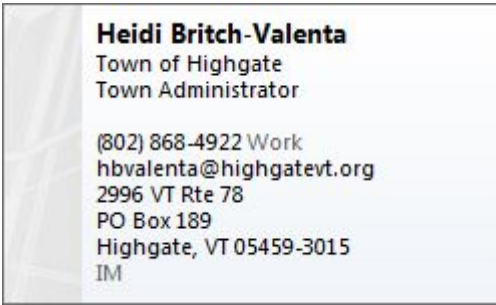 Heidi Britch-Valenta
Town of Highgate
Town Administrator
(802) 868-4922 Work
hbvalenta@highgatevt.org
2996 VT Rte 78
PO Box 189
Highgate, VT 05459-3015
IM